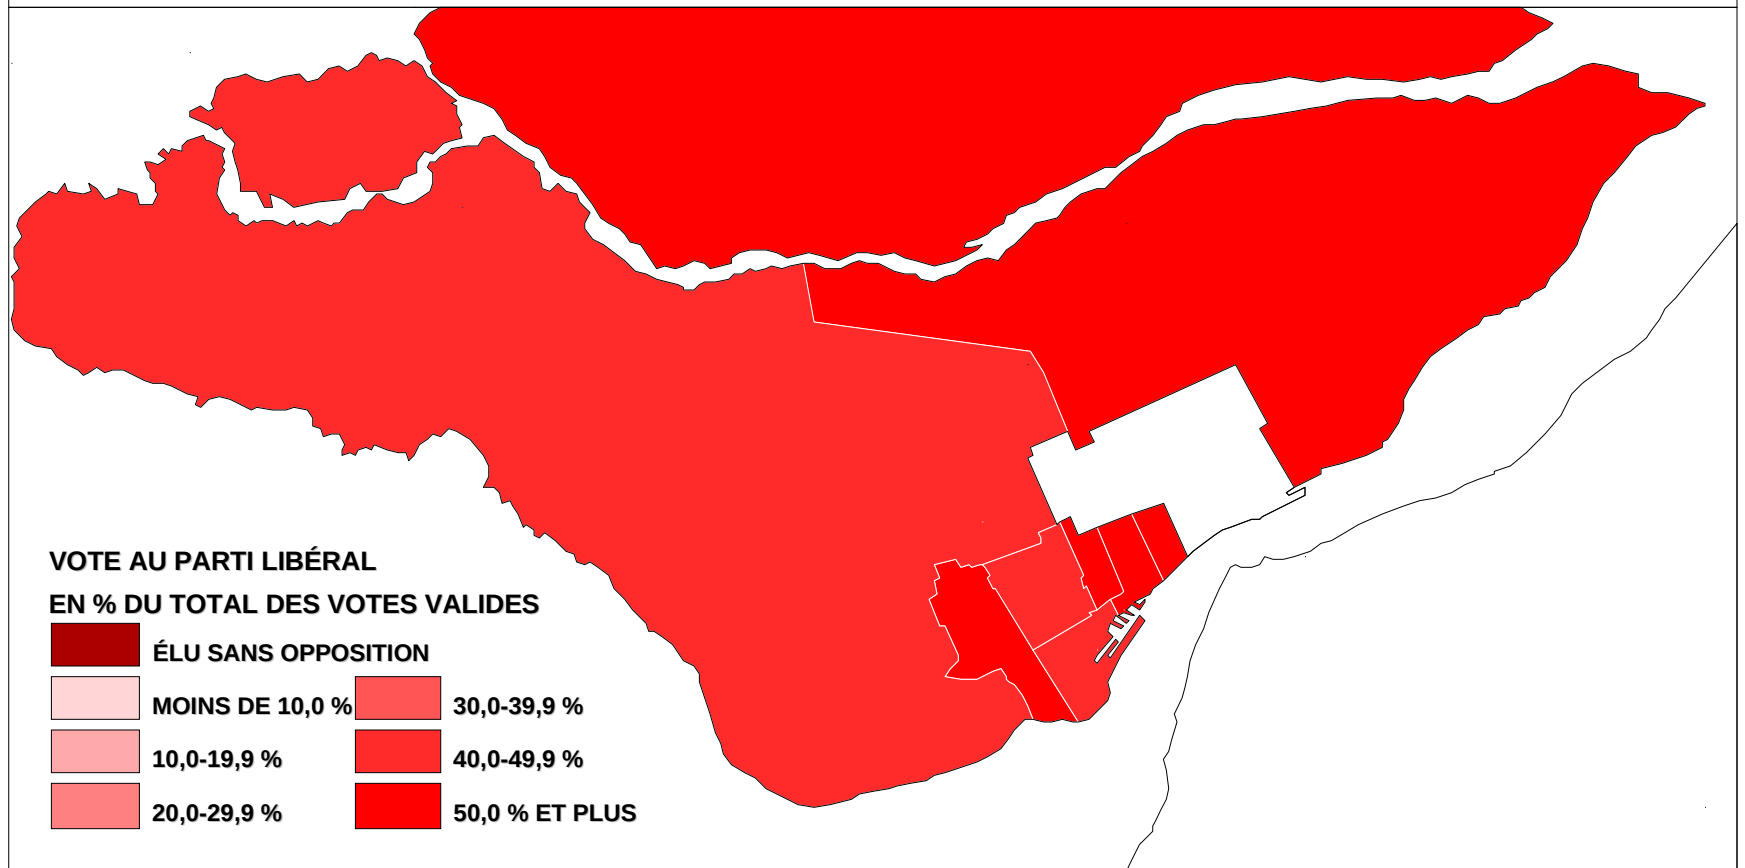 VOTE AU PARTI LIBÉRAL
EN % DU TOTAL DES VOTES VALIDES
ÉLU SANS OPPOSITION
MOINS DE 10,0 %
10,0-19,9 %
20,0-29,9 %
30,0-39,9 %
40,0-49,9 %
50,0 % ET PLUS